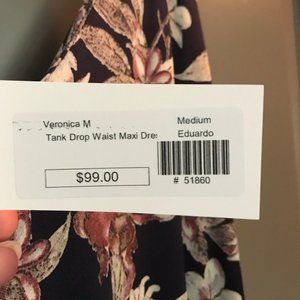 Veronica M
Tank Drop Waist Maxi Dres
$99.00
Medium
Eduardo
# 51860